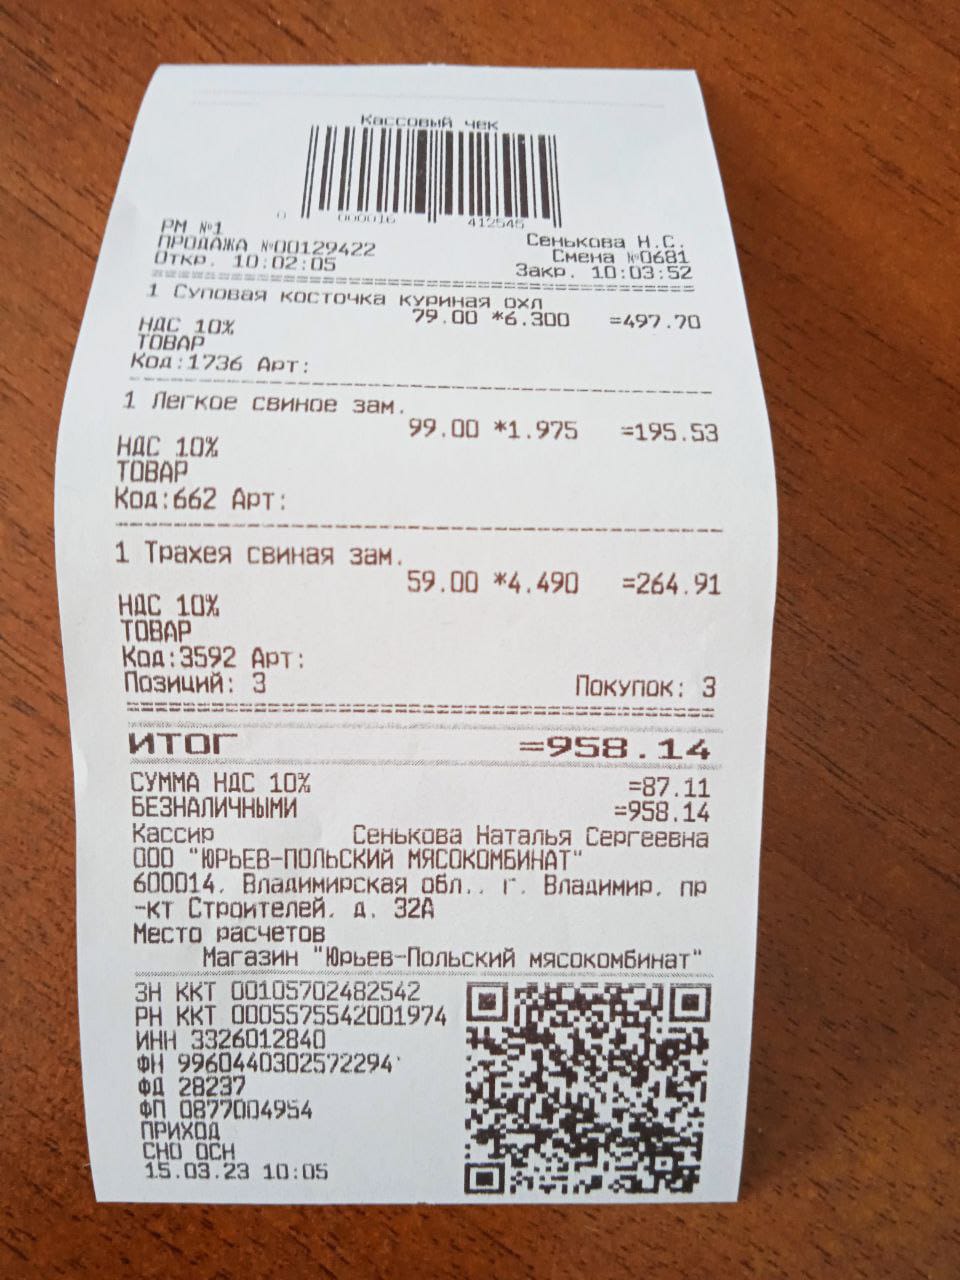 Кассовый чек
0 000016 412545
РМ №1
ПРОДАЖА №00129422 Сенькова Н.С.
Смена №0681
Откр. 10:02:05 Закр. 10:03:52
1 Суповая косточка куриная охл
79.00 *6.300 =497.70
НДС 10%
ТОВАР
Код:1736 Арт:
1 Легкое свиное зам.
99.00 *1.975 =195.53
НДС 10%
ТОВАР
Код:662 Арт:
1 Трахея свиная зам.
59.00 *4.490 =264.91
НДС 10%
ТОВАР
Код:3592 Арт:
Позиций: 3 Покупок: 3
ИТОГ =958.14
СУММА НДС 10% =87.11
БЕЗНАЛИЧНЫМИ =958.14
Кассир Сенькова Наталья Сергеевна
ООО "ЮРЬЕВ-ПОЛЬСКИЙ МЯСОКОМБИНАТ"
600014, Владимирская обл., г. Владимир, пр
-кт Строителей, д. 32А
Место расчетов
Магазин "Юрьев-Польский мясокомбинат"
ЗН ККТ 00105702482542
РН ККТ 0005575542001974
ИНН 3326012840
ФН 9960440302572294
ФД 28237
ФП 0877004954
ПРИХОД
СНО ОСН
15.03.23 10:05